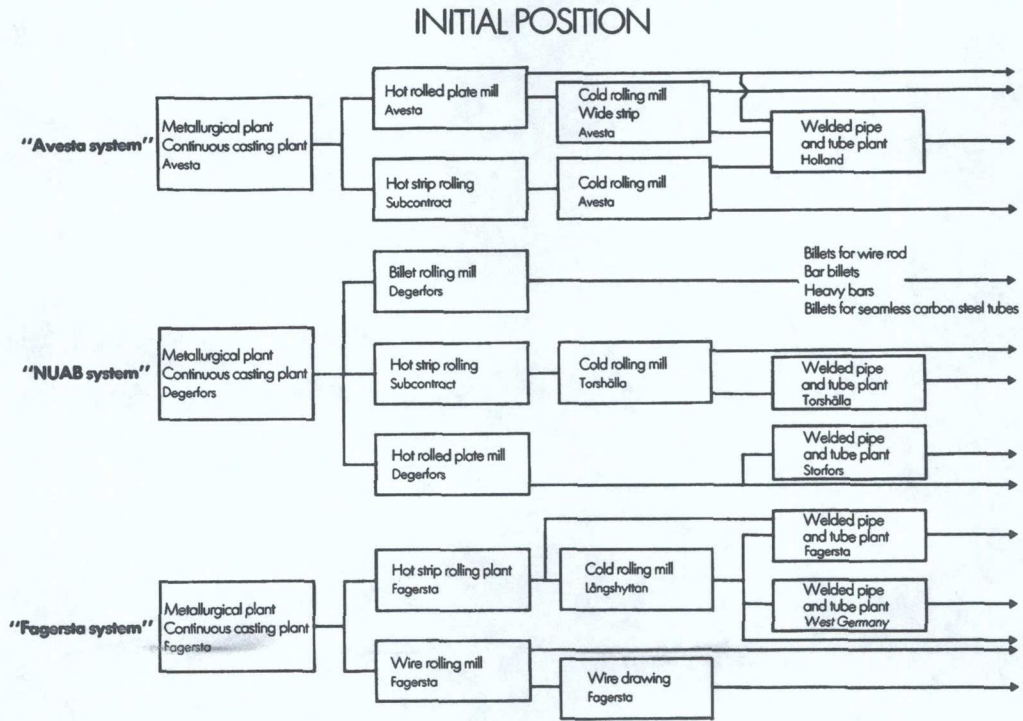 INITIAL POSITION
"Avesta system"
Metallurgical plant
Continuous casting plant
Avesta
Hot rolled plate mill
Avesta
Cold rolling mill
Wide strip
Avesta
Welded pipe
and tube plant
Holland
Hot strip rolling
Subcontract
Cold rolling mill
Avesta
"NUAB system"
Metallurgical plant
Continuous casting plant
Degerfors
Billet rolling mill
Degerfors
Billets for wire rod
Bar billets
Heavy bars
Billets for seamless carbon steel tubes
Hot strip rolling
Subcontract
Cold rolling mill
Torshälla
Welded pipe
and tube plant
Torshälla
Hot rolled plate mill
Degerfors
Welded pipe
and tube plant
Storfors
"Fagersta system"
Metallurgical plant
Continuous casting plant
Fagersta
Hot strip rolling plant
Fagersta
Cold rolling mill
Långshyttan
Welded pipe
and tube plant
Fagersta
Welded pipe
and tube plant
West Germany
Wire rolling mill
Fagersta
Wire drawing
Fagersta